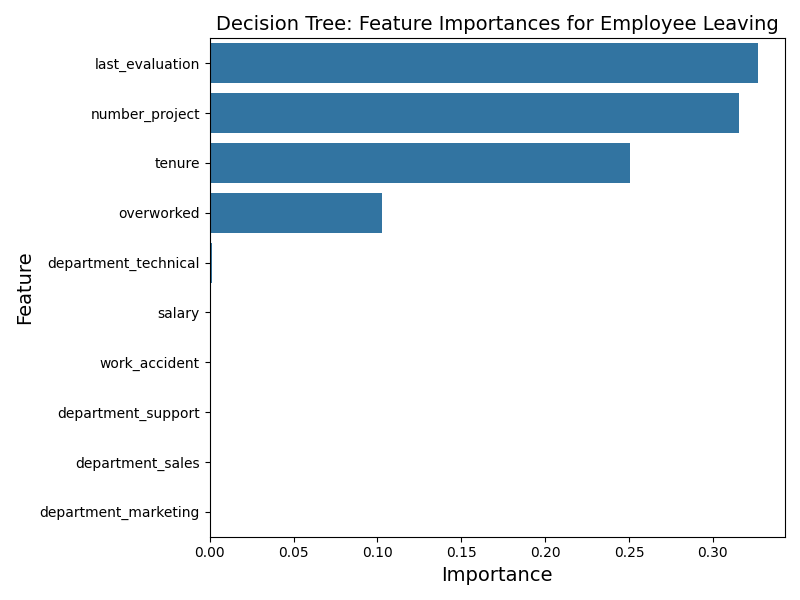 Decision Tree: Feature Importances for Employee Leaving
last_evaluation
number_project
tenure
overworked
department_technical
salary
work_accident
department_support
department_sales
department_marketing
Feature
0.00 0.05 0.10 0.15 0.20 0.25 0.30
Importance